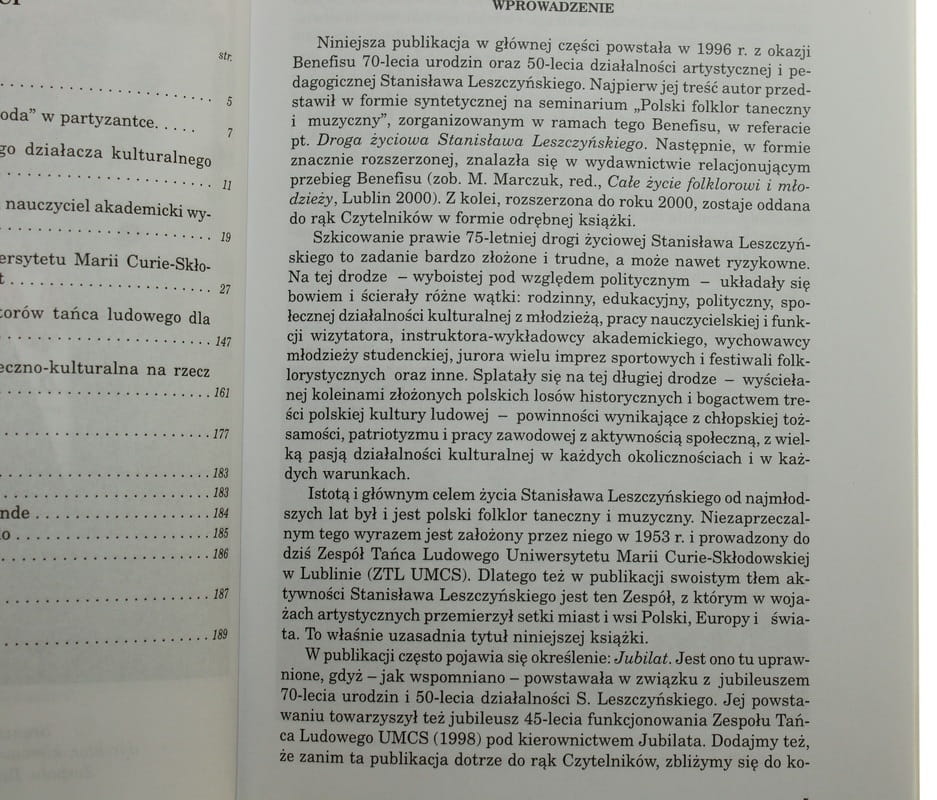 str.
5
oda” w partyzantce. . . . . 7
go działacza kulturalnego
11
nauczyciel akademicki wy-
19
ersytetu Marii Curie-Skło-
27
torów tańca ludowego dla
147
eczno-kulturalna na rzecz
161
177
183
183
nde . . . . . . . . . . . . . . . . . . . . . . . 184
o . . . . . . . . . . . . . . . . . . . . . . . . . 185
186
187
189
WPROWADZENIE
Niniejsza publikacja w głównej części powstała w 1996 r. z okazji
Benefisu 70-lecia urodzin oraz 50-lecia działalności artystycznej i pe-
dagogicznej Stanisława Leszczyńskiego. Najpierw jej treść autor przed-
stawił w formie syntetycznej na seminarium „Polski folklor taneczny
i muzyczny”, zorganizowanym w ramach tego Benefisu, w referacie
pt. Droga życiowa Stanisława Leszczyńskiego. Następnie, w formie
znacznie rozszerzonej, znalazła się w wydawnictwie relacjonującym
przebieg Benefisu (zob. M. Marczuk, red., Całe życie folklorowi i mło-
dzieży, Lublin 2000). Z kolei, rozszerzona do roku 2000, zostaje oddana
do rąk Czytelników w formie odrębnej książki.
Szkicowanie prawie 75-letniej drogi życiowej Stanisława Leszczyń-
skiego to zadanie bardzo złożone i trudne, a może nawet ryzykowne.
Na tej drodze – wyboistej pod względem politycznym – układały się
bowiem i ścierały różne wątki: rodzinny, edukacyjny, polityczny, spo-
łecznej działalności kulturalnej z młodzieżą, pracy nauczycielskiej i funk-
cji wizytatora, instruktora-wykładowcy akademickiego, wychowawcy
młodzieży studenckiej, jurora wielu imprez sportowych i festiwali folk-
lorystycznych oraz inne. Splatały się na tej długiej drodze – wyścieła-
nej koleinami złożonych polskich losów historycznych i bogactwem tre-
ści polskiej kultury ludowej – powinności wynikające z chłopskiej toż-
samości, patriotyzmu i pracy zawodowej z aktywnością społeczną, z wiel-
ką pasją działalności kulturalnej w każdych okolicznościach i w każ-
dych warunkach.
Istotą i głównym celem życia Stanisława Leszczyńskiego od najmłod-
szych lat był i jest polski folklor taneczny i muzyczny. Niezaprzeczal-
nym tego wyrazem jest założony przez niego w 1953 r. i prowadzony do
dziś Zespół Tańca Ludowego Uniwersytetu Marii Curie-Skłodowskiej
w Lublinie (ZTL UMCS). Dlatego też w publikacji swoistym tłem ak-
tywności Stanisława Leszczyńskiego jest ten Zespół, z którym w woja-
żach artystycznych przemierzył setki miast i wsi Polski, Europy i świa-
ta. To właśnie uzasadnia tytuł niniejszej książki.
W publikacji często pojawia się określenie: Jubilat. Jest ono tu upraw-
nione, gdyż – jak wspomniano – powstawała w związku z jubileuszem
70-lecia urodzin i 50-lecia działalności S. Leszczyńskiego. Jej powsta-
waniu towarzyszył też jubileusz 45-lecia funkcjonowania Zespołu Tań-
ca Ludowego UMCS (1998) pod kierownictwem Jubilata. Dodajmy też,
że zanim ta publikacja dotrze do rąk Czytelników, zbliżymy się do ko-